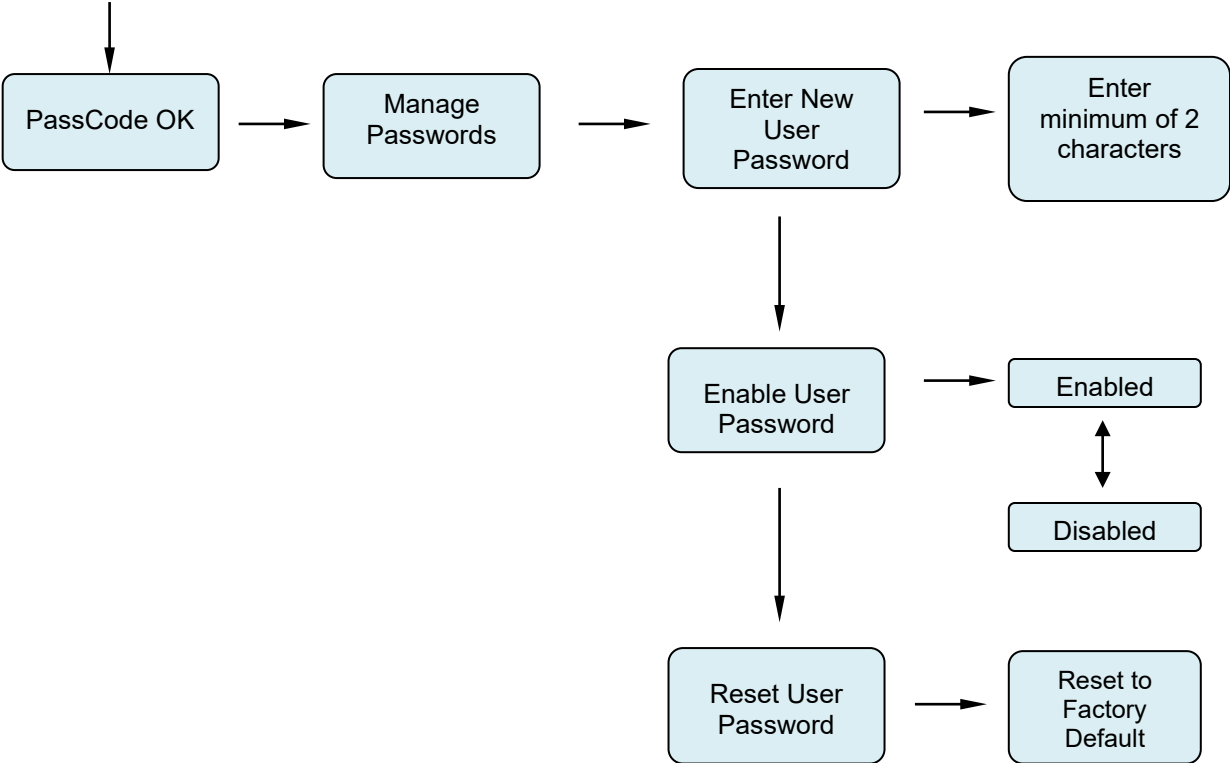 PassCode OK
Manage
Passwords
Enter New
User
Password
Enter
minimum of 2
characters
Enable User
Password
Enabled
Disabled
Reset User
Password
Reset to
Factory
Default